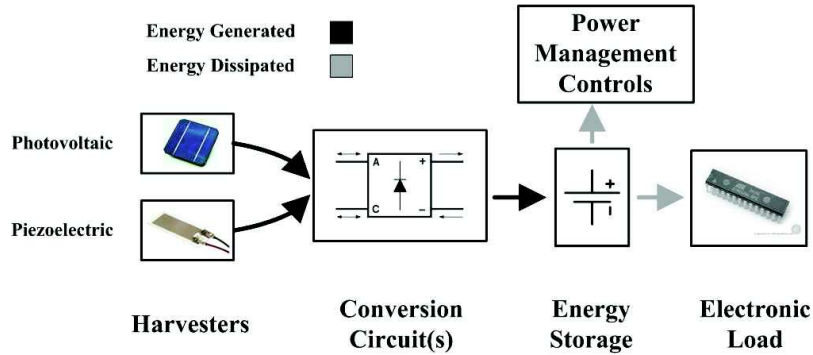 Energy Generated
Energy Dissipated
Power
Management
Controls
Photovoltaic
Piezoelectric
A
+
C
–
+
Harvesters
Conversion
Circuit(s)
Energy
Storage
Electronic
Load